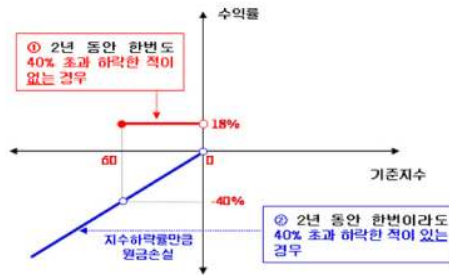 수익률
① 2년 동안 한번도
40% 초과 하락한 적이
없는 경우
18%
60
0
기준지수
-40%
지수하락률만큼
원금손실
② 2년 동안 한번이라도
40% 초과 하락한 적이 있는
경우